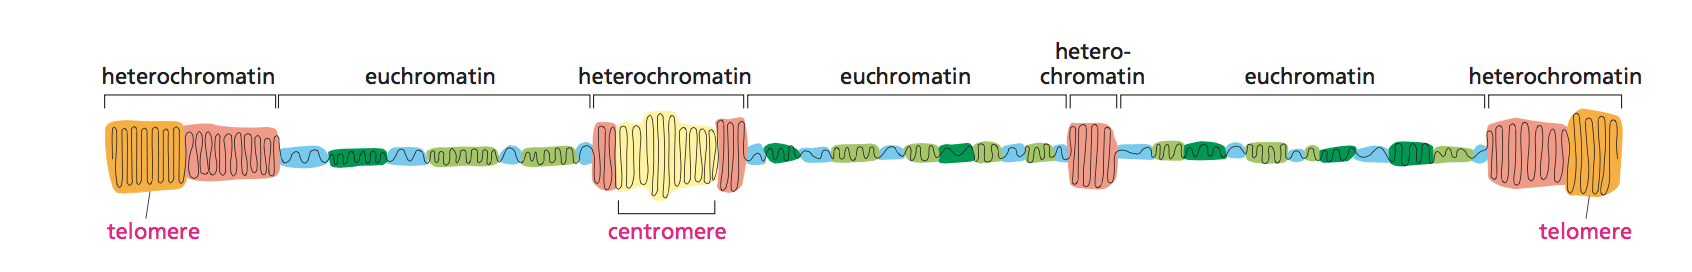 heterochromatin
euchromatin
heterochromatin
euchromatin
hetero-
chromatin
euchromatin
heterochromatin
telomere
centromere
telomere